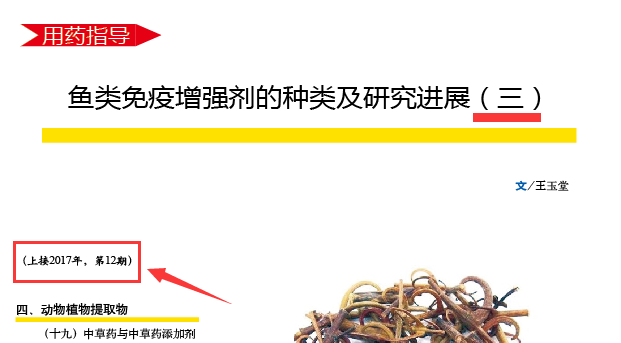 用药指导
鱼类免疫增强剂的种类及研究进展（三）
文／王玉堂
（上接2017年，第12期）
四、动物植物提取物
（十九）中草药与中草药添加剂